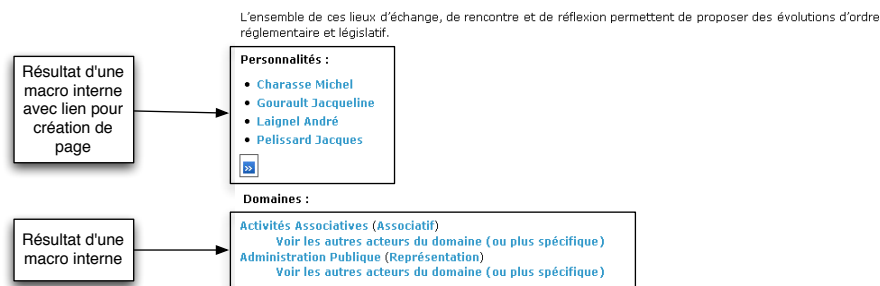 L'ensemble de ces lieux d'échange, de rencontre et de réflexion permettent de proposer des évolutions d'ordre
réglementaire et législatif.
Résultat d'une
macro interne
avec lien pour
création de
page
Personnalités :
• Charasse Michel
• Gourault Jacqueline
• Laignel André
• Pelissard Jacques
»
Domaines :
Résultat d'une
macro interne
Activités Associatives (Associatif)
Voir les autres acteurs du domaine (ou plus spécifique)
Administration Publique (Représentation)
Voir les autres acteurs du domaine (ou plus spécifique)